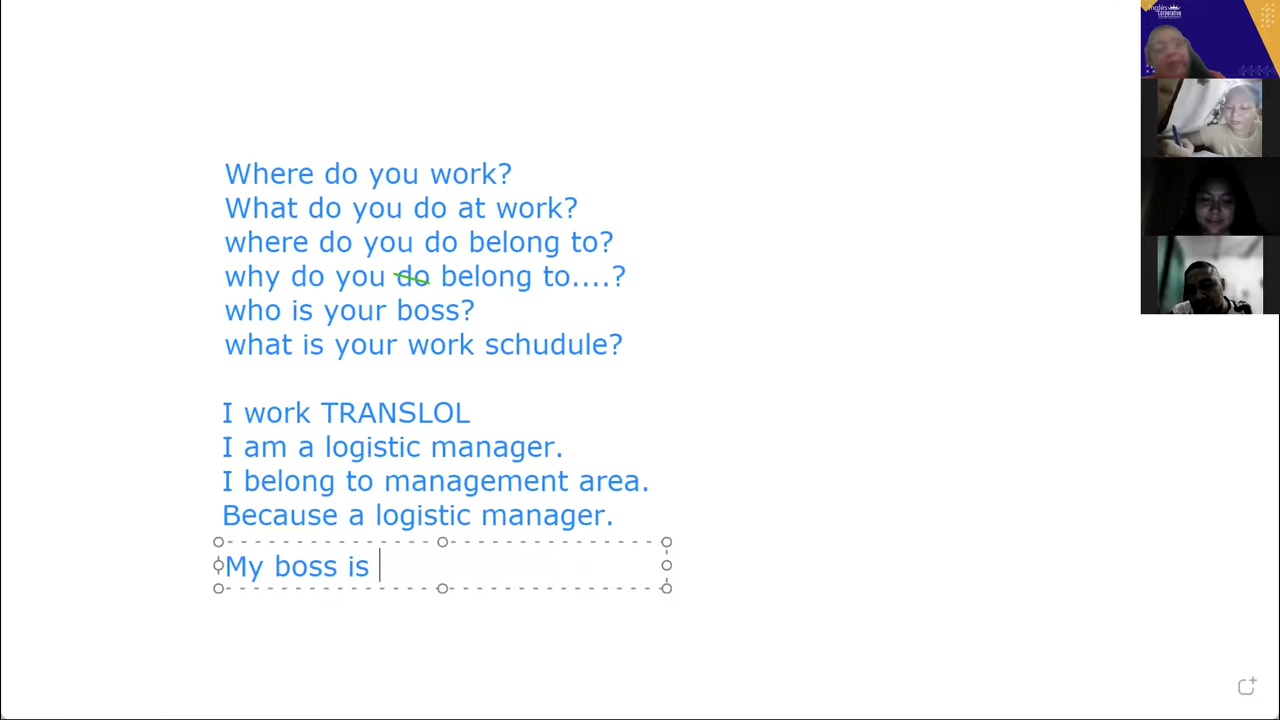 Inglés
corporativo
Where do you work?
What do you do at work?
where do you do belong to?
why do you do belong to....?
who is your boss?
what is your work schudule?
I work TRANSLOL
I am a logistic manager.
I belong to management area.
Because a logistic manager.
My boss is